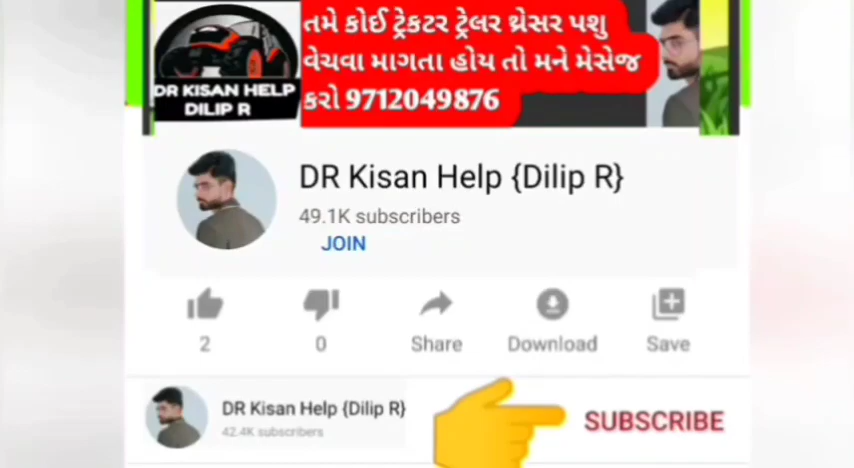 તમે કોઈ ટ્રેકટર ટ્રેલર થ્રેસર પશુ
વેચવા માગતા હોય તો મને મેસેજ
કરો 9712049876
DR KISAN HELP
DILIP R
DR Kisan Help {Dilip R}
49.1K subscribers
JOIN
2
0
Share
Download
Save
DR Kisan Help {Dilip R}
42.4K subscribers
SUBSCRIBE